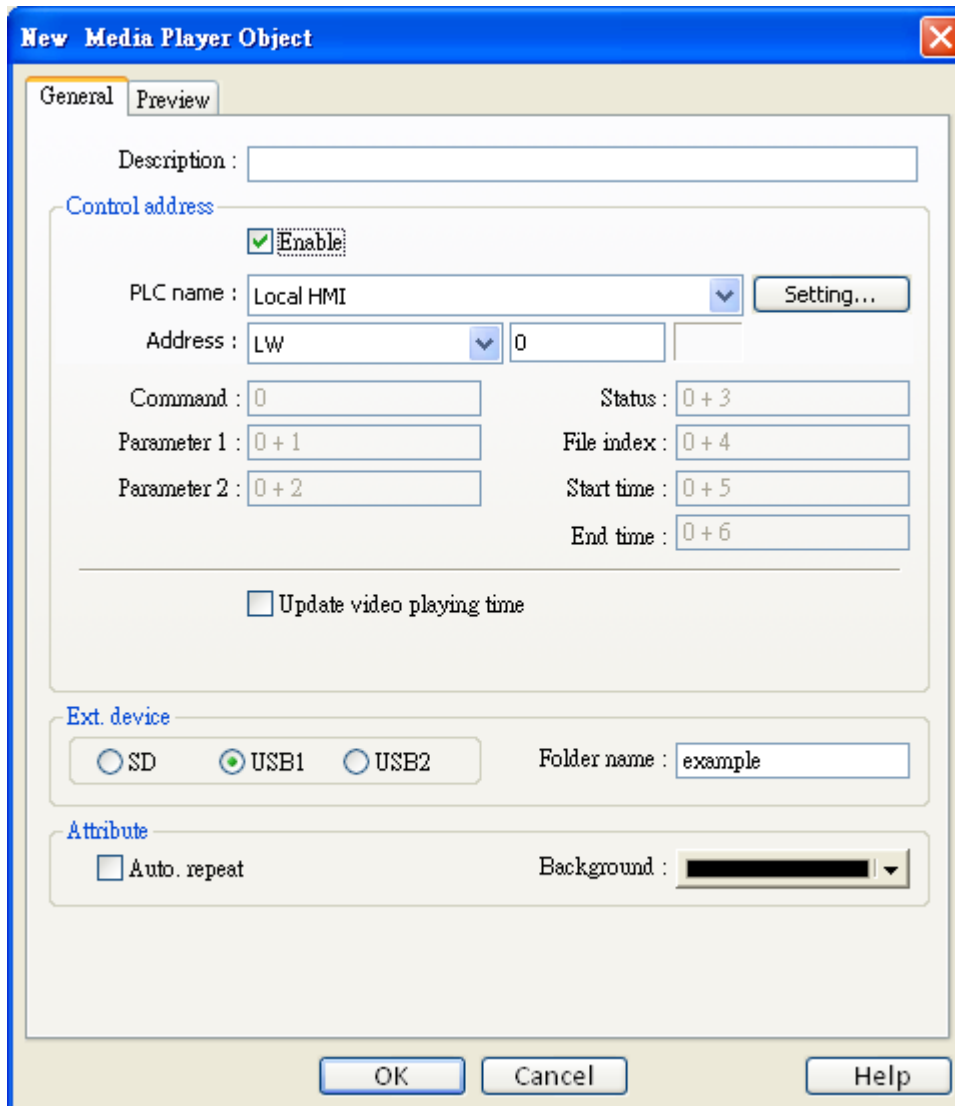 New Media Player Object
General Preview
Description :
Control address
Enable
PLC name : Local HMI Setting...
Address : LW 0
Command : 0 Status : 0 + 3
Parameter 1 : 0 + 1 File index : 0 + 4
Parameter 2 : 0 + 2 Start time : 0 + 5
End time : 0 + 6
Update video playing time
Ext. device
SD USB1 USB2 Folder name : example
Attribute
Auto. repeat Background :
OK Cancel Help